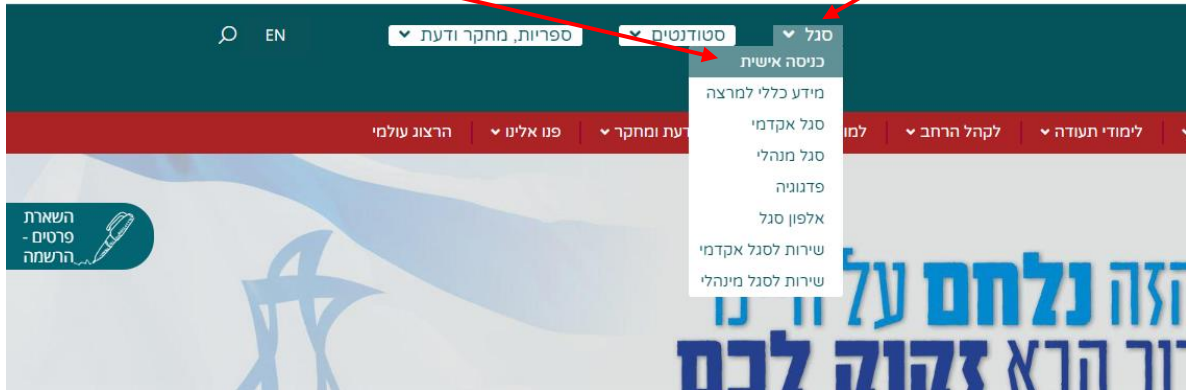 סגל
סטודנטים
ספריות, מחקר ודעת
EN
כניסה אישית
מידע כללי למרצה
סגל אקדמי
סגל מנהלי
פדגוגיה
אלפון סגל
שירות לסגל אקדמי
שירות לסגל מינהלי
לימודי תעודה
לקהל הרחב
דעת ומחקר
פנו אלינו
הרצוג עולמי
השארת
פרטים -
הרשמה
הזה נלחם על
זקוק לכם